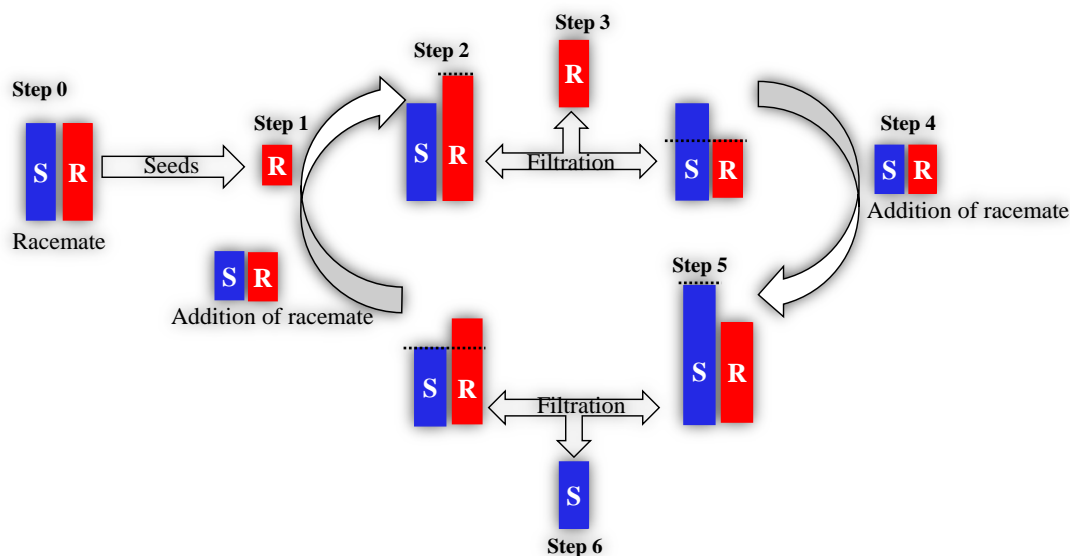 Step 0
S R
Racemate
Seeds
Step 1
R
Step 2
S R
Step 3
R
Filtration
S R
Step 4
S R
Addition of racemate
S R
Addition of racemate
Step 5
S R
S R
Filtration
S
Step 6